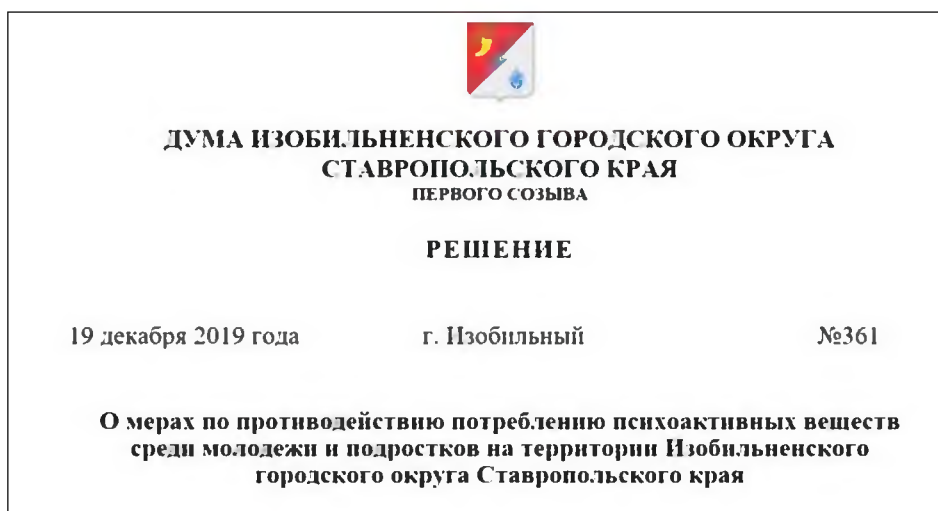 ДУМА ИЗОБИЛЬНЕНСКОГО ГОРОДСКОГО ОКРУГА
СТАВРОПОЛЬСКОГО КРАЯ
ПЕРВОГО СОЗЫВА
РЕШЕНИЕ
19 декабря 2019 года г. Изобильный №361
О мерах по противодействию потреблению психоактивных веществ
среди молодежи и подростков на территории Изобильненского
городского округа Ставропольского края